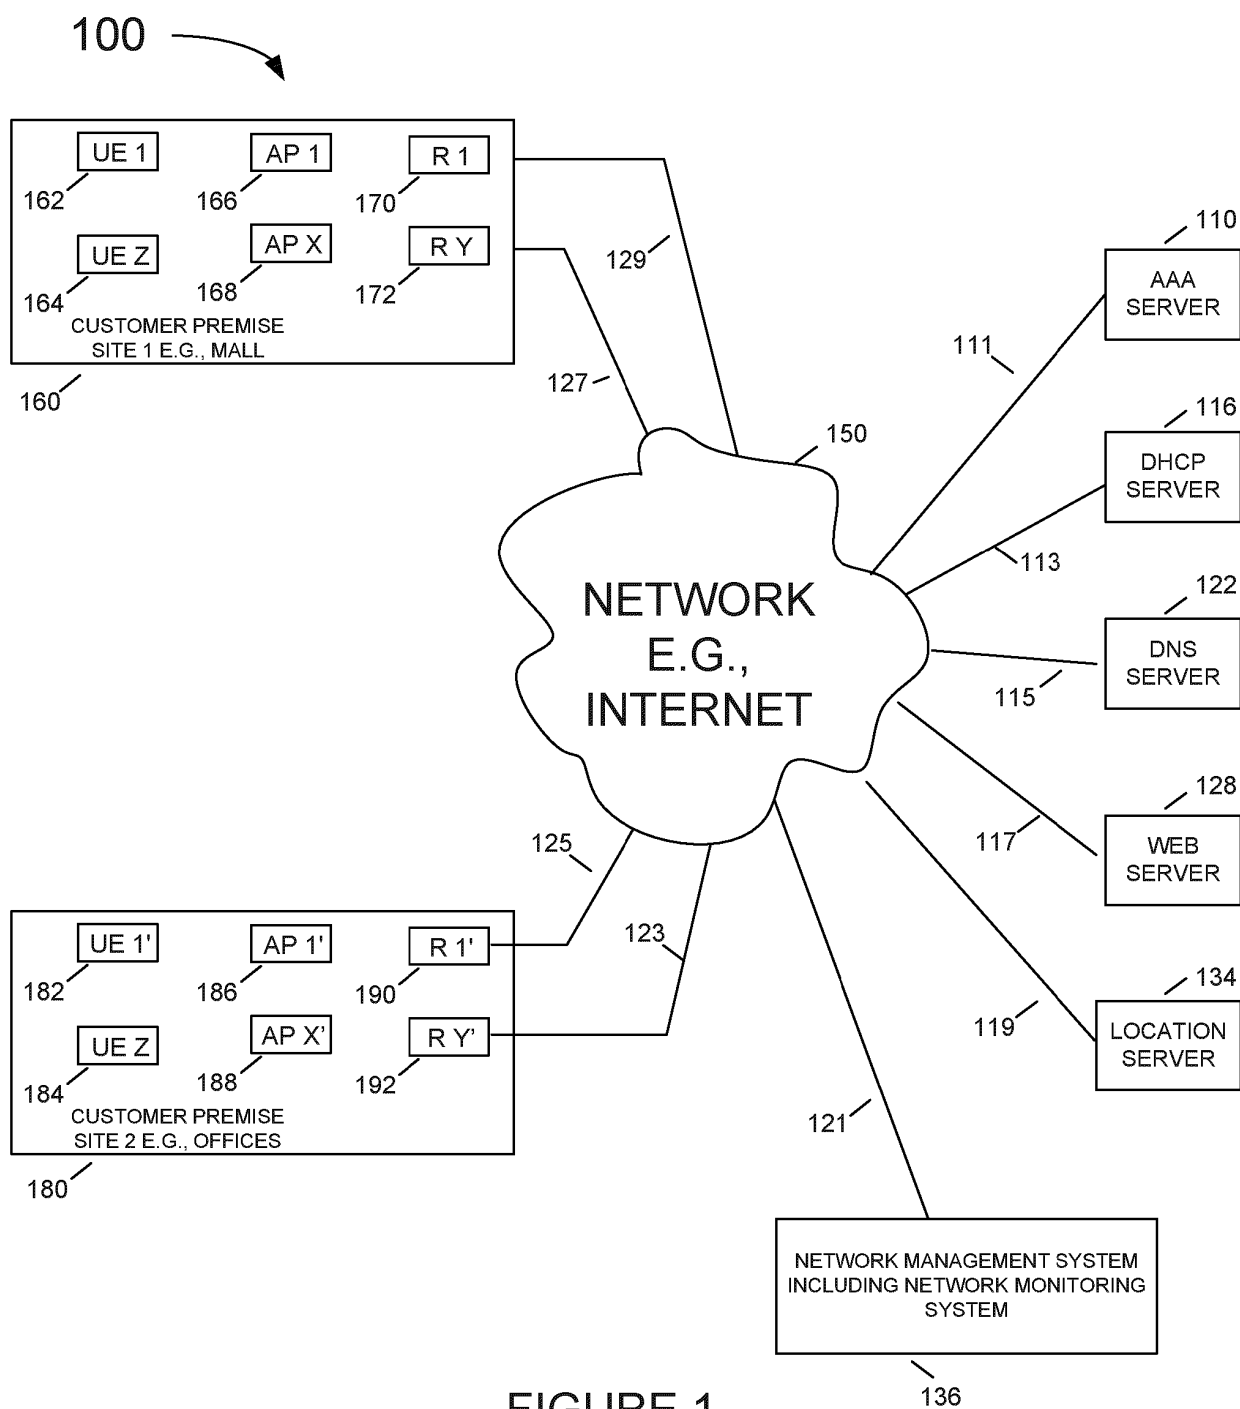 100
UE 1
AP 1
R 1
162
166
170
UE Z
AP X
R Y
164
168
172
CUSTOMER PREMISE
SITE 1 E.G., MALL
160
129
127
150
110
AAA
SERVER
111
116
DHCP
SERVER
113
122
DNS
SERVER
115
128
WEB
SERVER
117
134
LOCATION
SERVER
119
NETWORK
E.G.,
INTERNET
125
123
121
UE 1'
AP 1'
R 1'
182
186
190
UE Z
AP X'
R Y'
184
188
192
CUSTOMER PREMISE
SITE 2 E.G., OFFICES
180
NETWORK MANAGEMENT SYSTEM
INCLUDING NETWORK MONITORING
SYSTEM
136
FIGURE 1